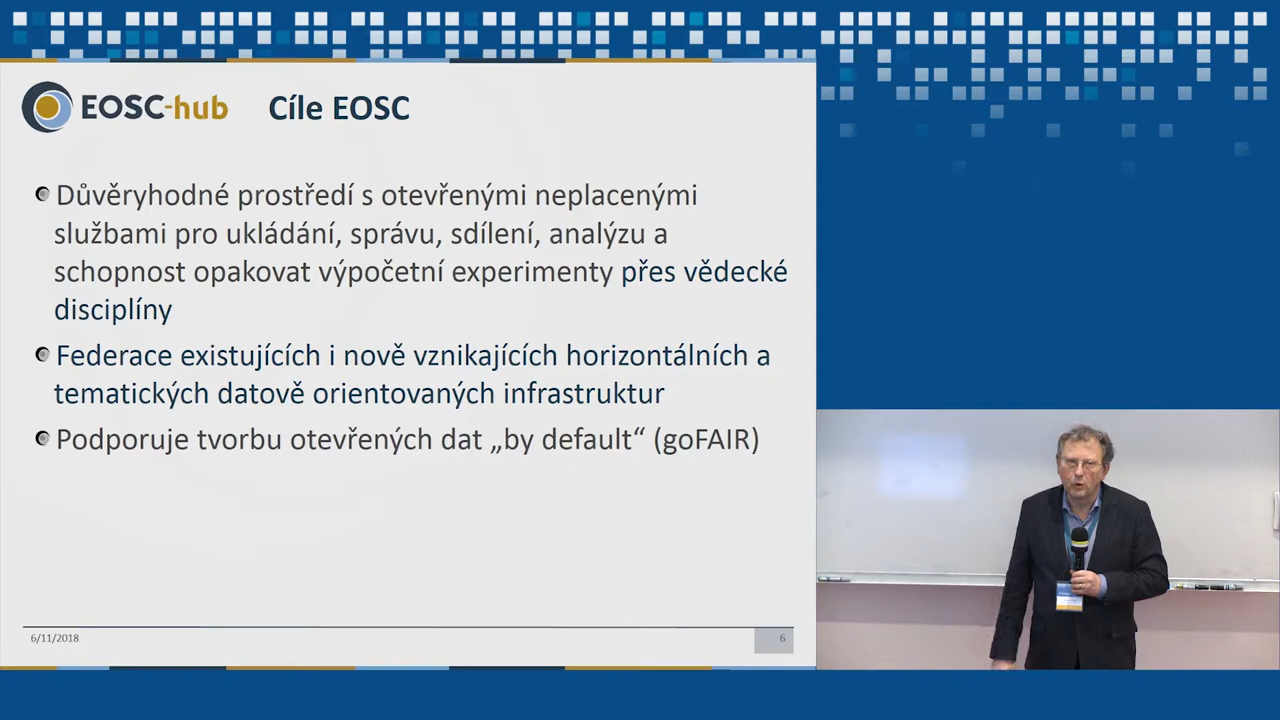 EOSC-hub
Cíle EOSC
Důvěryhodné prostředí s otevřenými neplacenými
službami pro ukládání, správu, sdílení, analýzu a
schopnost opakovat výpočetní experimenty přes vědecké
disciplíny
Federace existujících i nově vznikajících horizontálních a
tematických datově orientovaných infrastruktur
Podporuje tvorbu otevřených dat „by default“ (goFAIR)
6/11/2018
6